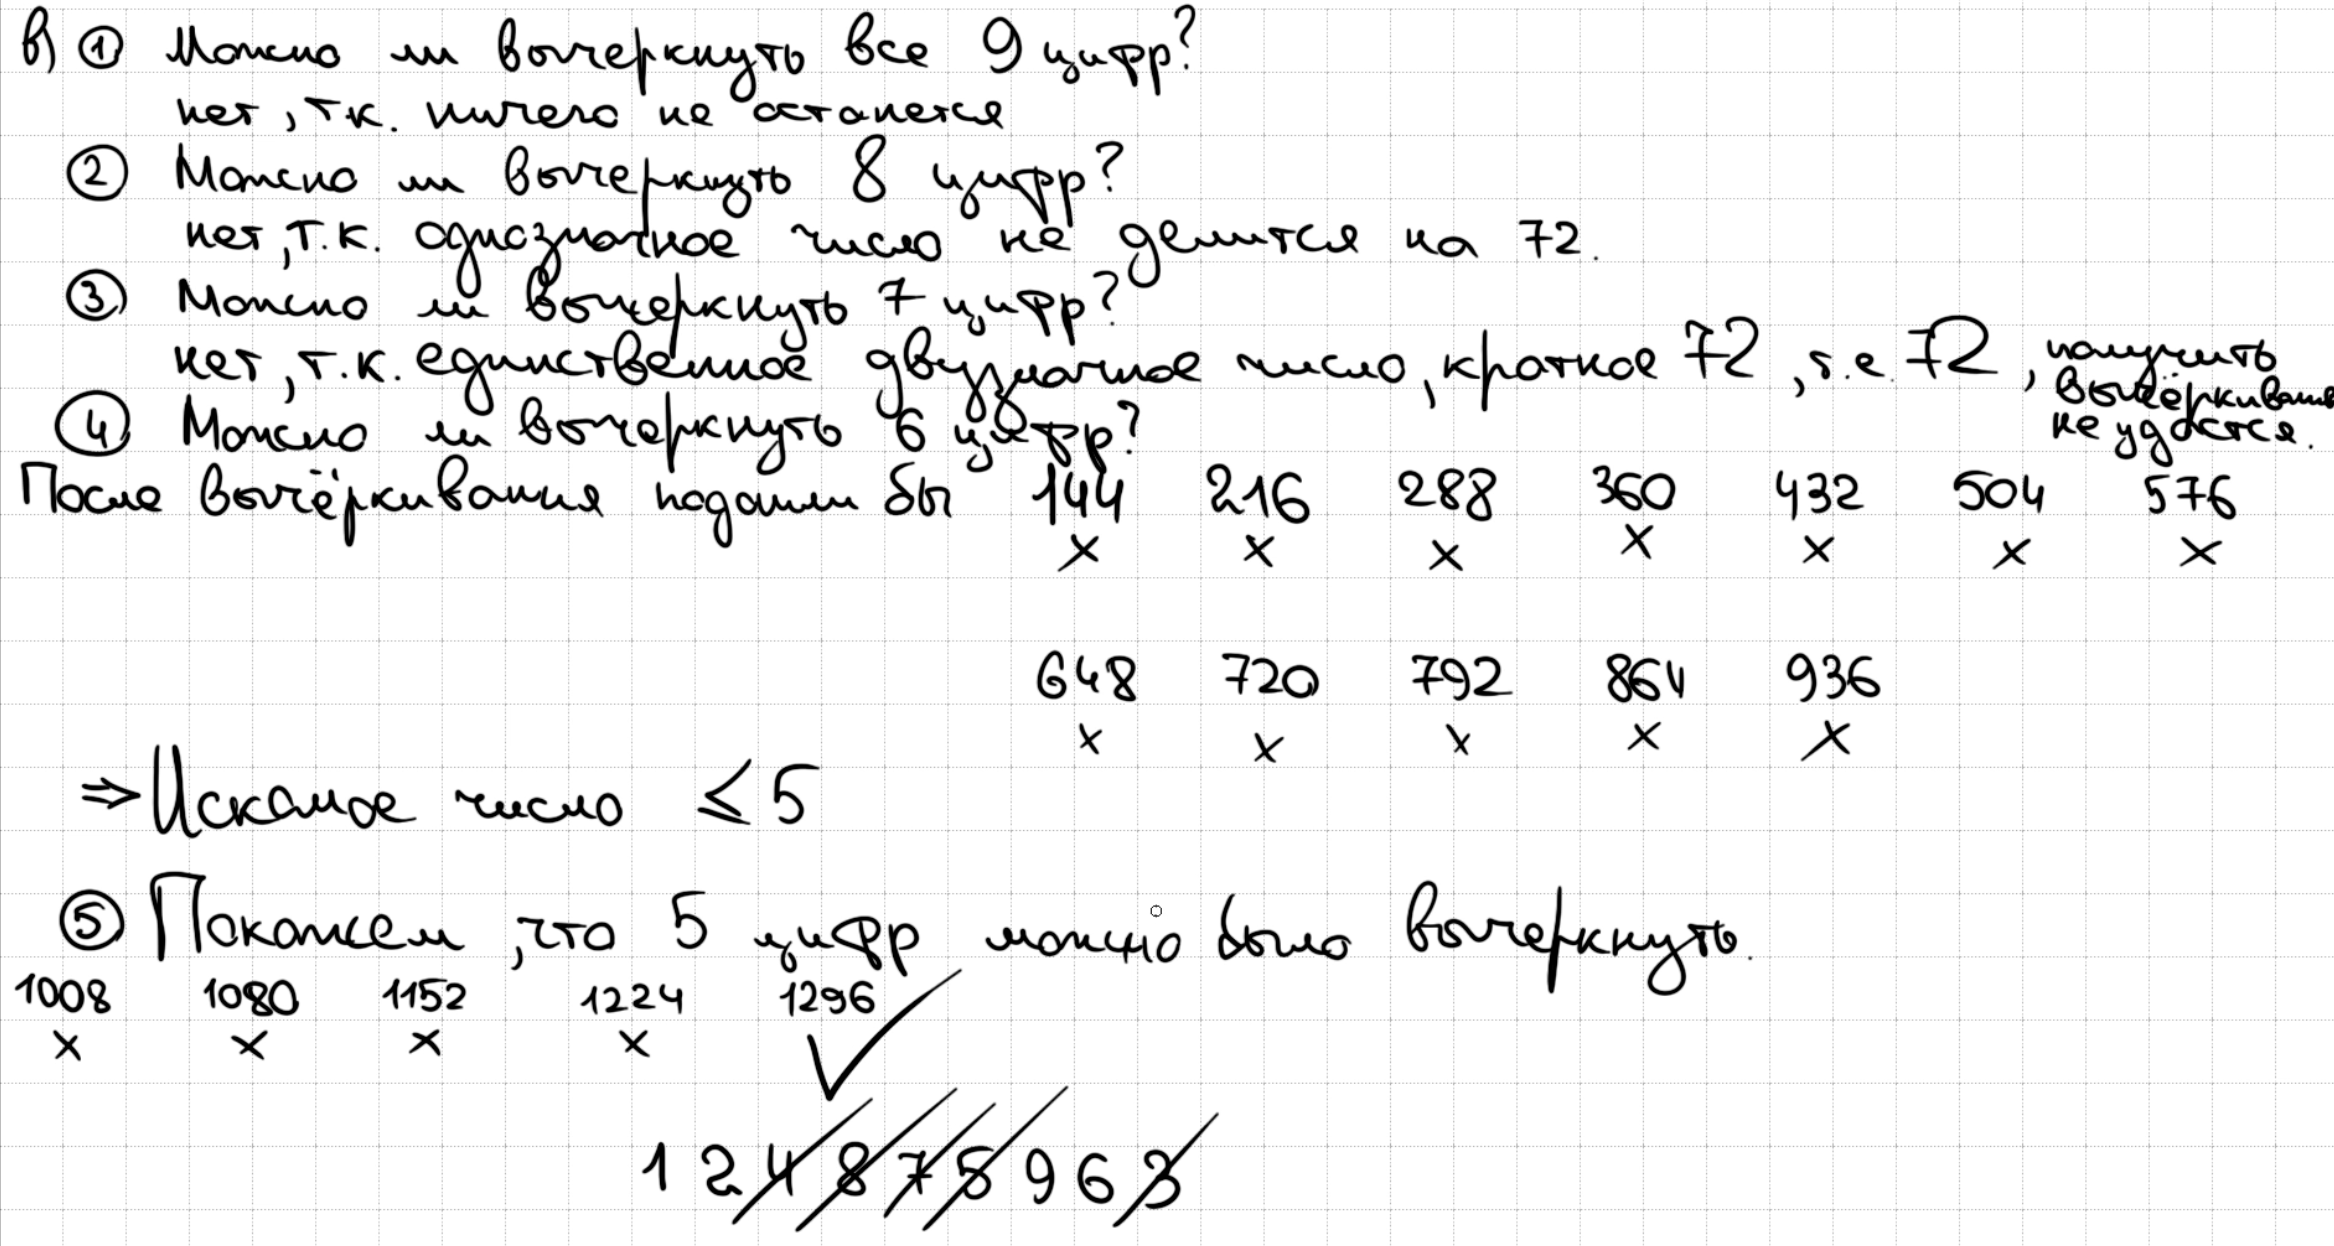 в) ① Можно ли вычеркнуть все 9 цифр?
нет, т.к. ничего не останется
② Можно ли вычеркнуть 8 цифр?
нет, т.к. однозначное число не делится на 72.
③ Можно ли вычеркнуть 7 цифр?
нет, т.к. единственное двузначное число, кратное 72, т.е. 72, получить
вычёркиванием
не удастся.
④ Можно ли вычеркнуть 6 цифр?
После вычёркивания подошли бы 144 216 288 360 432 504 576
x x x x x x x
648 720 792 864 936
x x x x x
⇒ Искомое число ≤ 5
⑤ Покажем, что 5 цифр можно было вычеркнуть.
1008 1080 1152 1224 1296
x x x x ✓
1 2 4 8 7 5 9 6 3